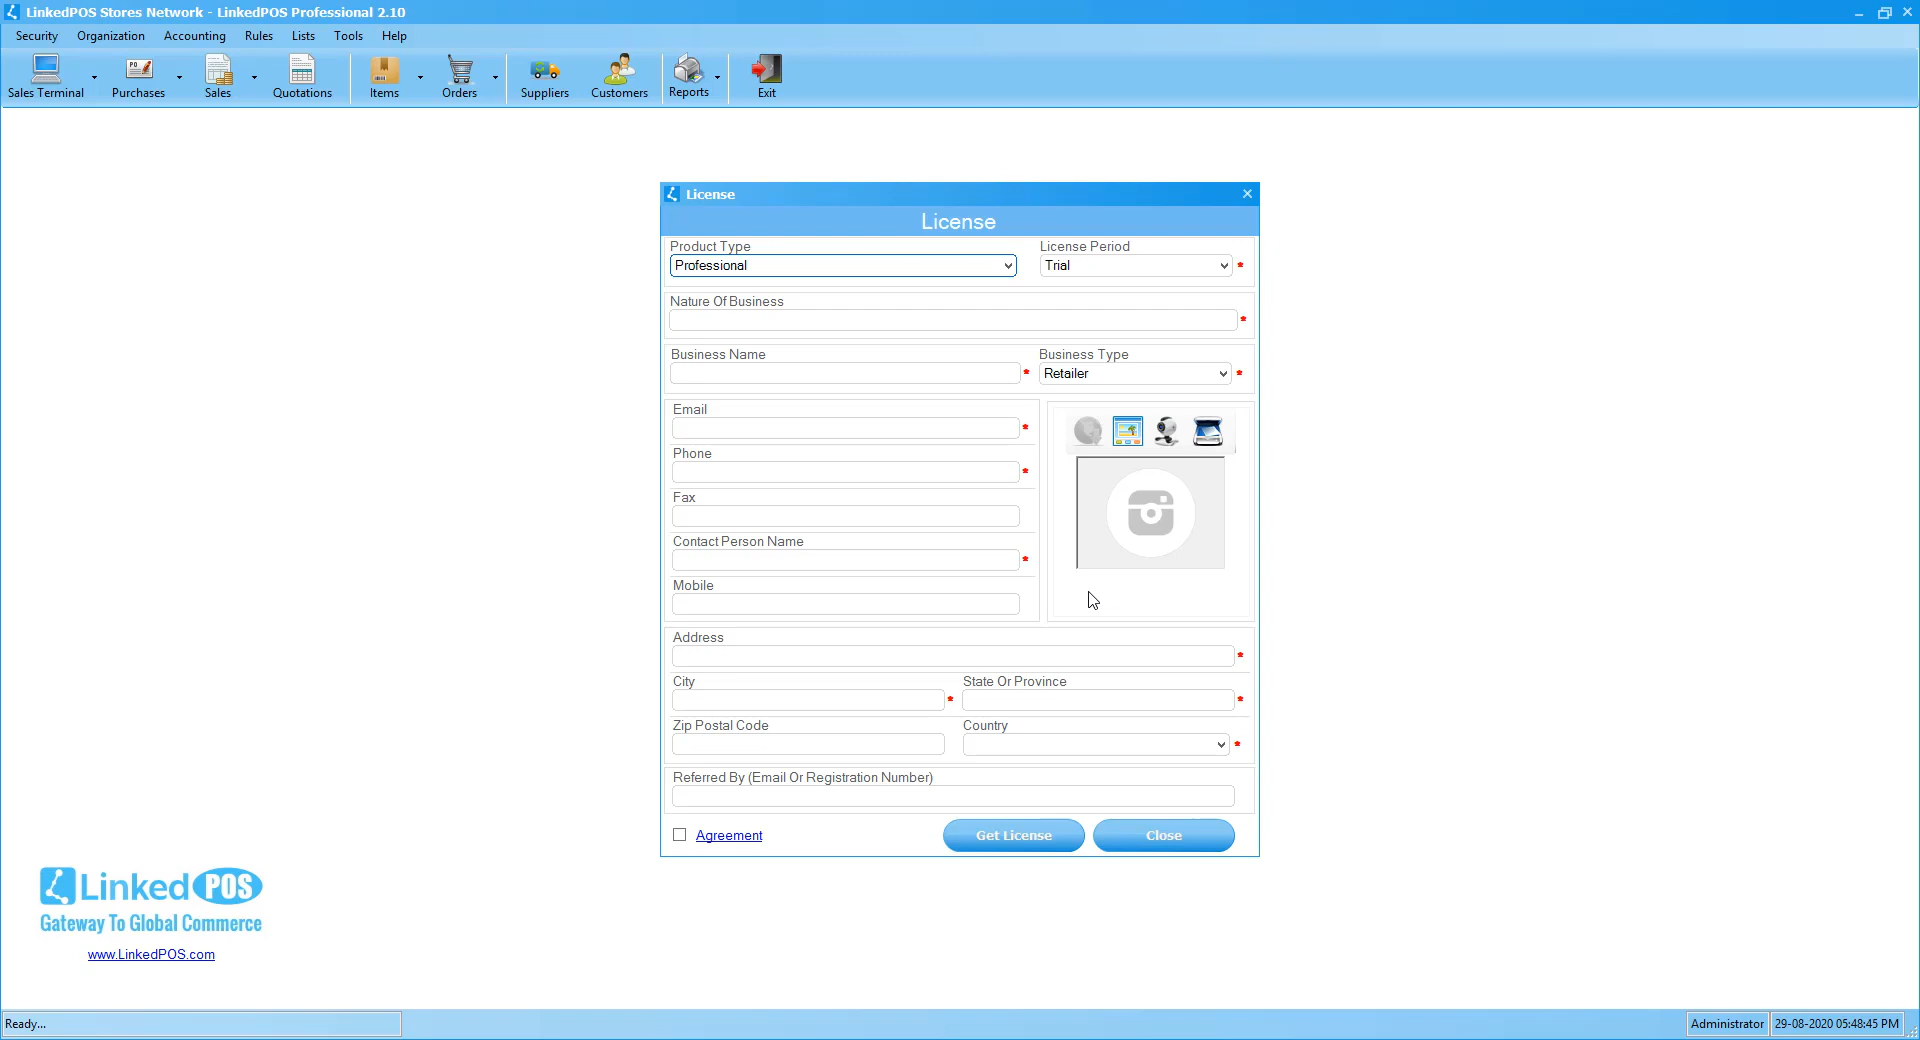 LinkedPOS Stores Network - LinkedPOS Professional 2.10
Security Organization Accounting Rules Lists Tools Help
PO
Sales Terminal Purchases Sales Quotations Items Orders Suppliers Customers Reports Exit
License
License
Product Type License Period
Professional Trial *
Nature Of Business
*
Business Name Business Type
* Retailer *
Email
*
Phone
*
Fax
Contact Person Name
*
Mobile
Address
*
City State Or Province
* *
Zip Postal Code Country
*
Referred By (Email Or Registration Number)
Agreement Get License Close
Linked POS
Gateway To Global Commerce
www.LinkedPOS.com
Ready... Administrator 29-08-2020 05:48:45 PM